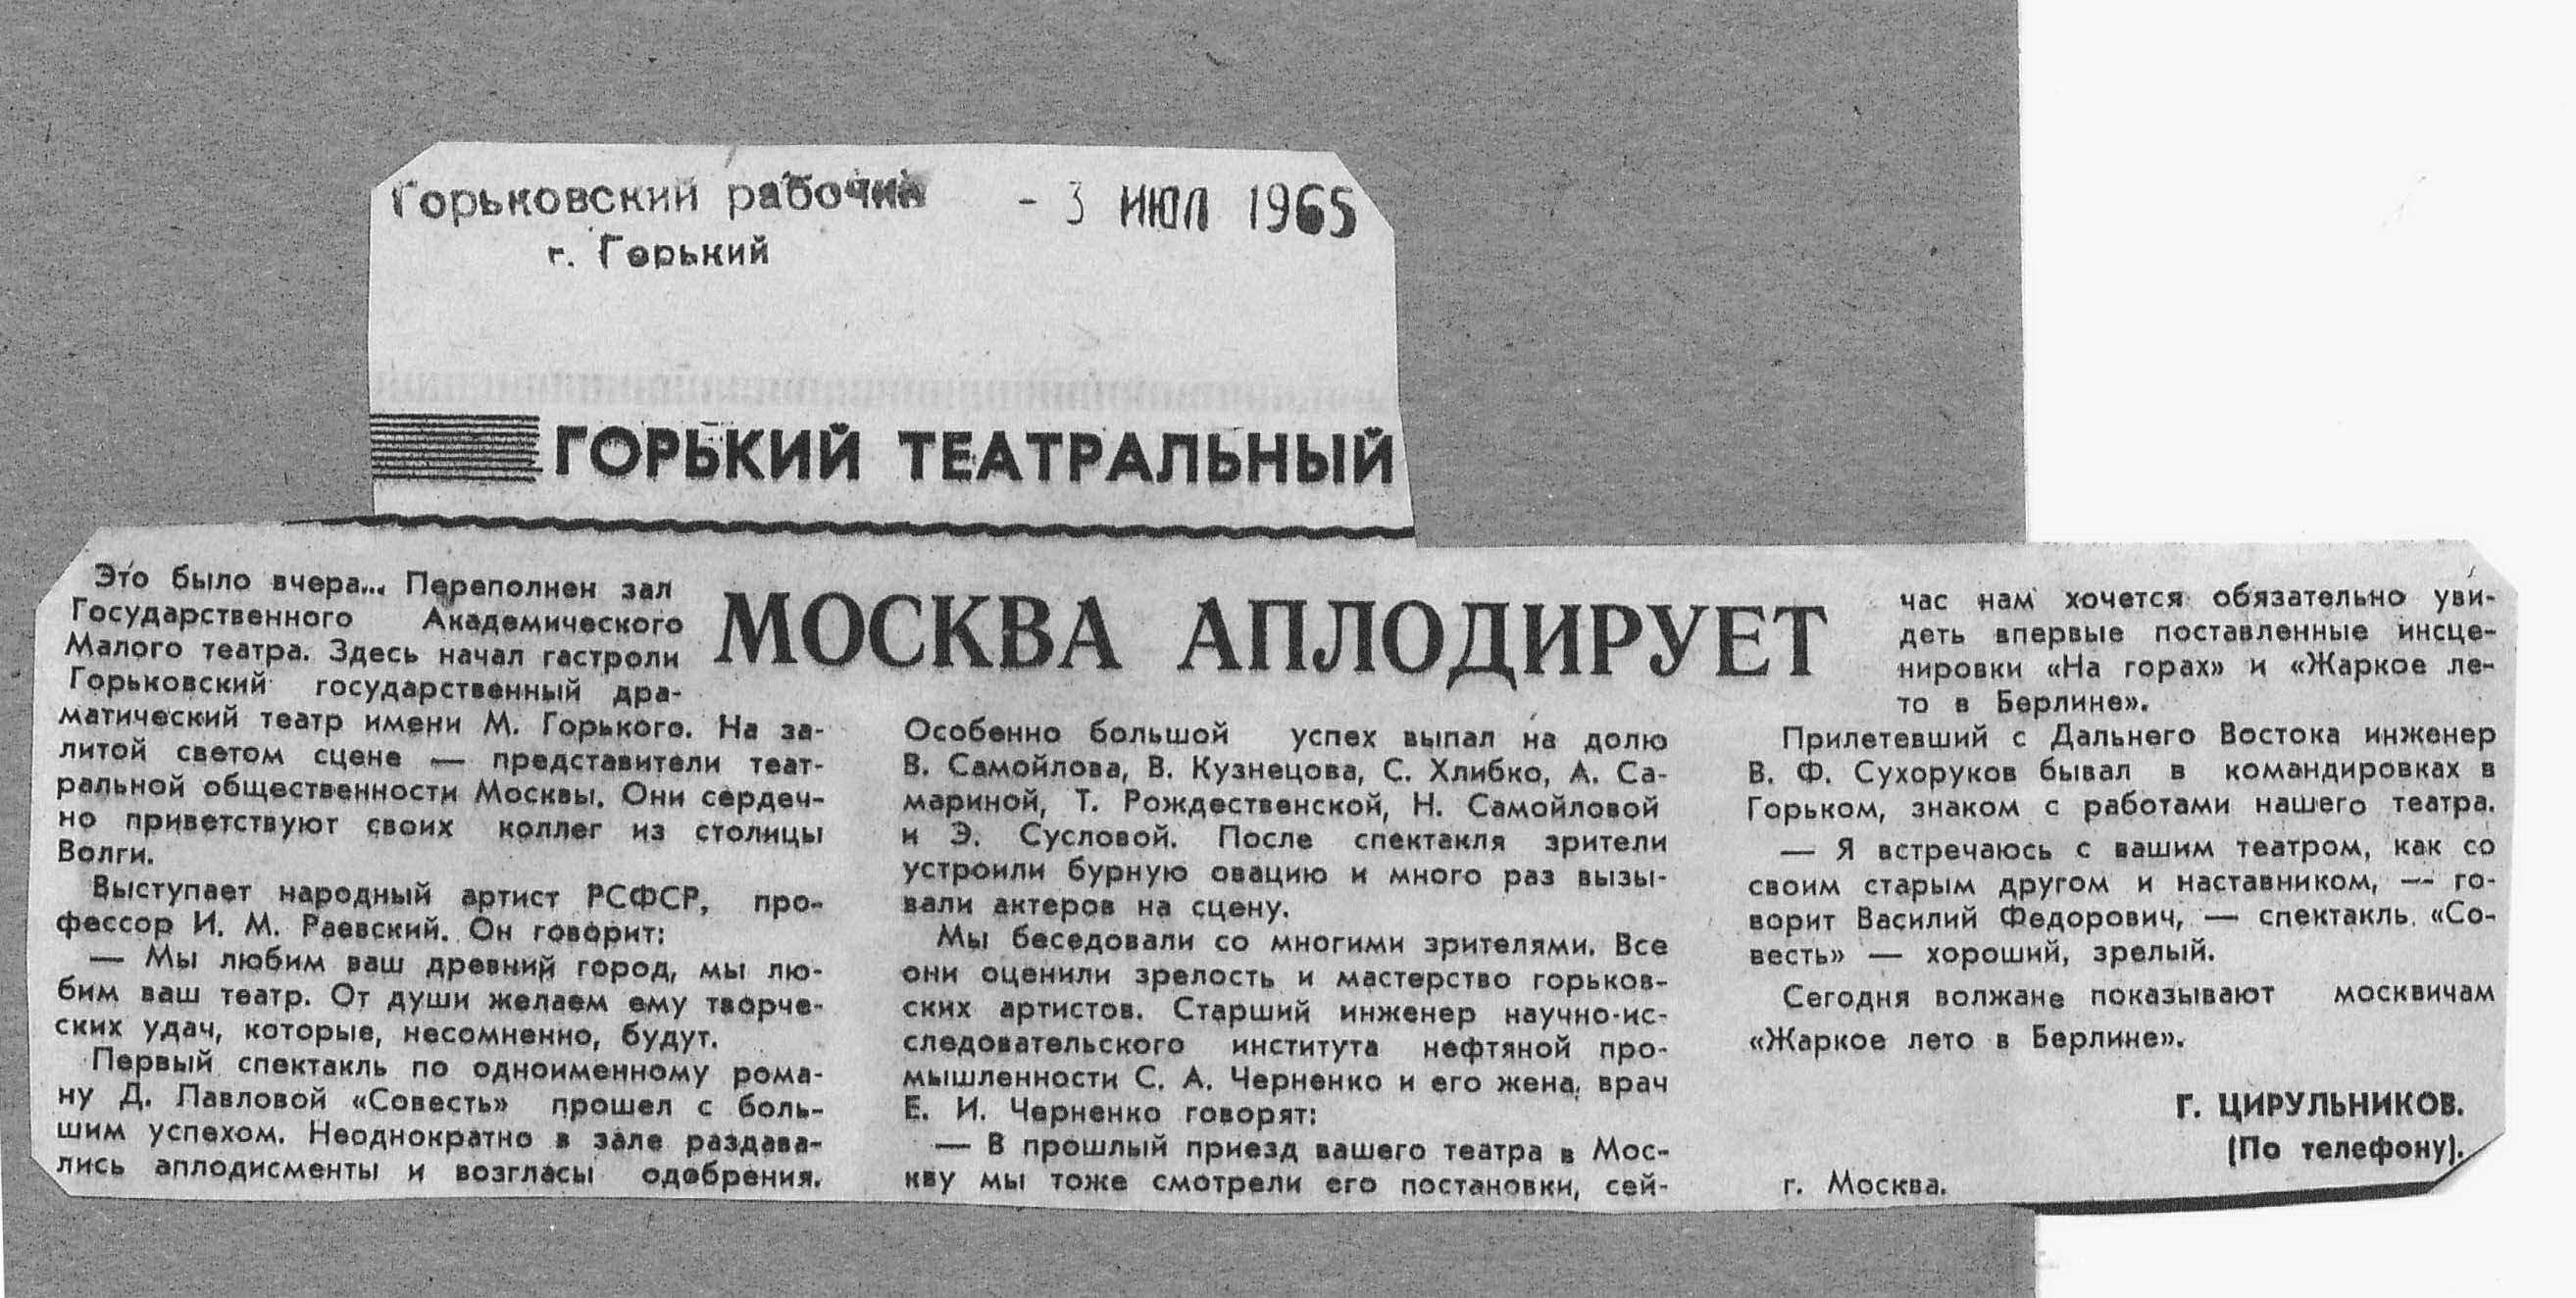 Горьковский рабочий - 3 ИЮЛ 1965
г. Горький
ГОРЬКИЙ ТЕАТРАЛЬНЫЙ
МОСКВА АПЛОДИРУЕТ
Это было вчера... Переполнен зал
Государственного Академического
Малого театра. Здесь начал гастроли
Горьковский государственный дра-
матический театр имени М. Горького. На за-
литой светом сцене — представители теат-
ральной общественности Москвы. Они сердеч-
но приветствуют своих коллег из столицы
Волги.
Выступает народный артист РСФСР, про-
фессор И. М. Раевский. Он говорит:
— Мы любим ваш древний город, мы лю-
бим ваш театр. От души желаем ему творче-
ских удач, которые, несомненно, будут.
Первый спектакль по одноименному рома-
ну Д. Павловой «Совесть» прошел с боль-
шим успехом. Неоднократно в зале раздава-
лись аплодисменты и возгласы одобрения.
Особенно большой успех выпал на долю
В. Самойлова, В. Кузнецова, С. Хлибко, А. Са-
мариной, Т. Рождественской, Н. Самойловой
и Э. Сусловой. После спектакля зрители
устроили бурную овацию и много раз вызы-
вали актеров на сцену.
Мы беседовали со многими зрителями. Все
они оценили зрелость и мастерство горьков-
ских артистов. Старший инженер научно-ис-
следовательского института нефтяной про-
мышленности С. А. Черненко и его жена, врач
Е. И. Черненко говорят:
— В прошлый приезд вашего театра в Мос-
кву мы тоже смотрели его постановки, сей-
час нам хочется обязательно уви-
деть впервые поставленные инсце-
нировки «На горах» и «Жаркое ле-
то в Берлине».
Прилетевший с Дальнего Востока инженер
В. Ф. Сухоруков бывал в командировках в
Горьком, знаком с работами нашего театра.
— Я встречаюсь с вашим театром, как со
своим старым другом и наставником, — го-
ворит Василий Федорович, — спектакль «Со-
весть» — хороший, зрелый.
Сегодня волжане показывают москвичам
«Жаркое лето в Берлине».
Г. ЦИРУЛЬНИКОВ.
(По телефону).
г. Москва.